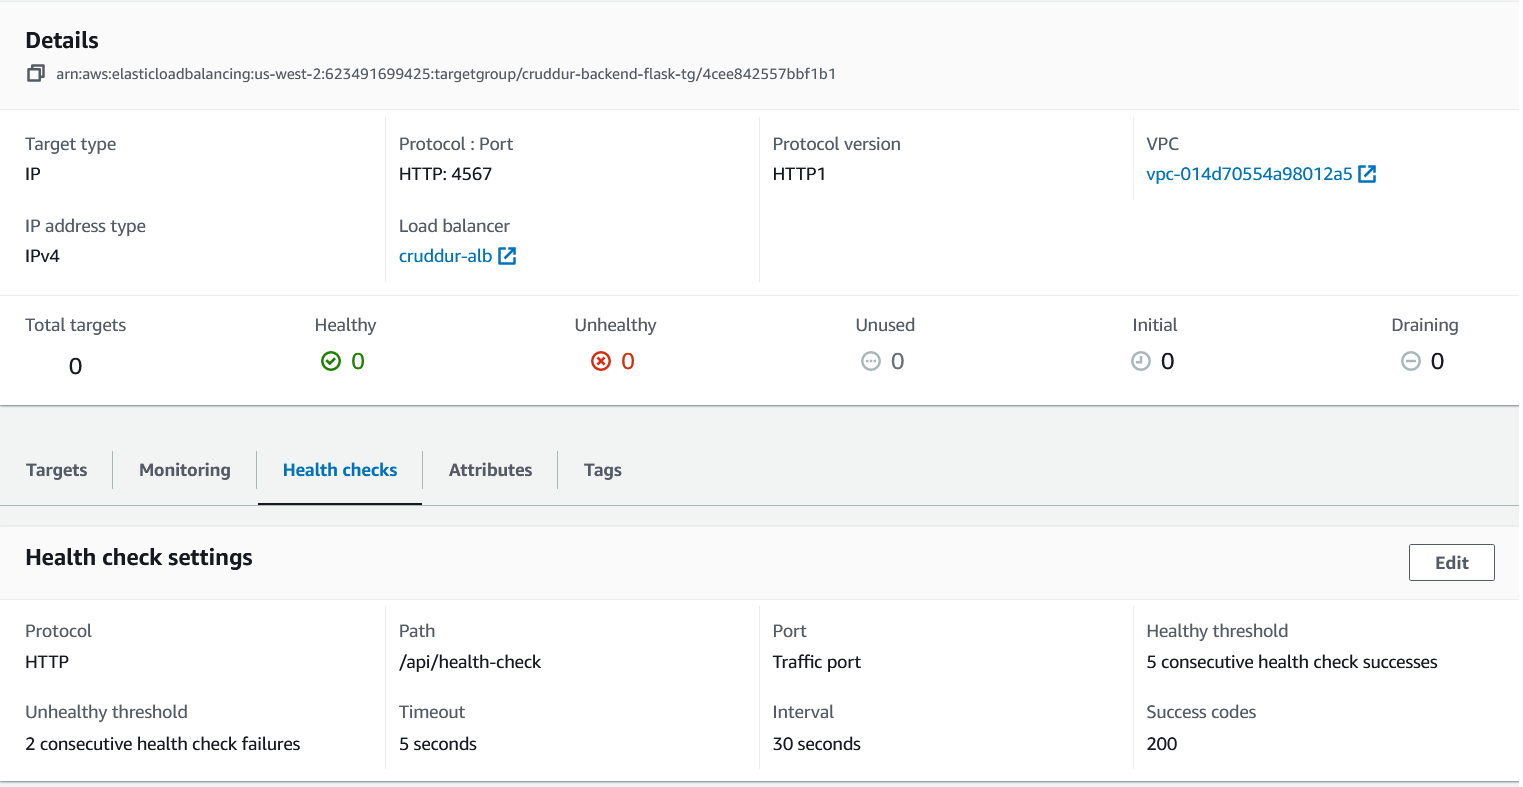 Details
arn:aws:elasticloadbalancing:us-west-2:623491699425:targetgroup/cruddur-backend-flask-tg/4cee842557bbf1b1
Target type
IP
Protocol : Port
HTTP: 4567
Protocol version
HTTP1
VPC
vpc-014d70554a98012a5
IP address type
IPv4
Load balancer
cruddur-alb
Total targets
0
Healthy
0
Unhealthy
0
Unused
0
Initial
0
Draining
0
Targets
Monitoring
Health checks
Attributes
Tags
Health check settings
Edit
Protocol
HTTP
Path
/api/health-check
Port
Traffic port
Healthy threshold
5 consecutive health check successes
Unhealthy threshold
2 consecutive health check failures
Timeout
5 seconds
Interval
30 seconds
Success codes
200